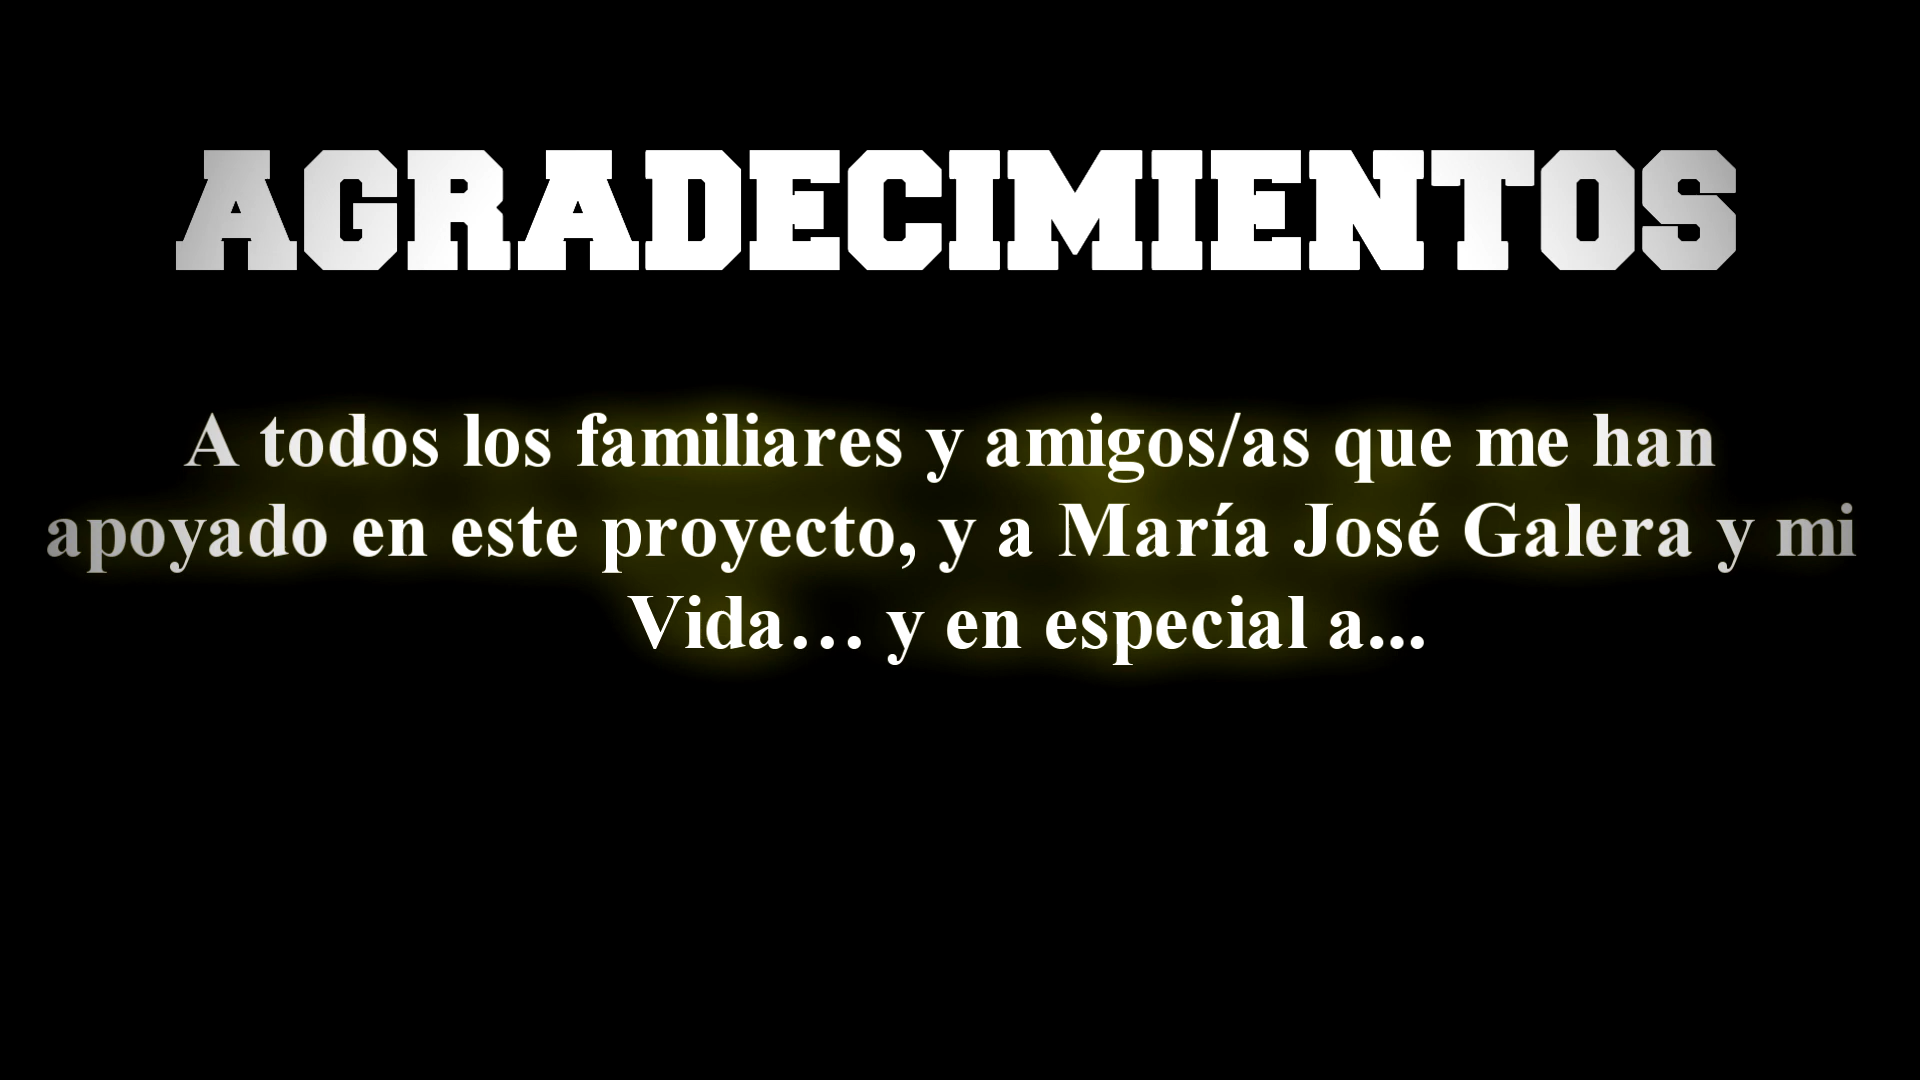 AGRADECIMIENTOS
A todos los familiares y amigos/as que me han
apoyado en este proyecto, y a María José Galera y mi
Vida… y en especial a...